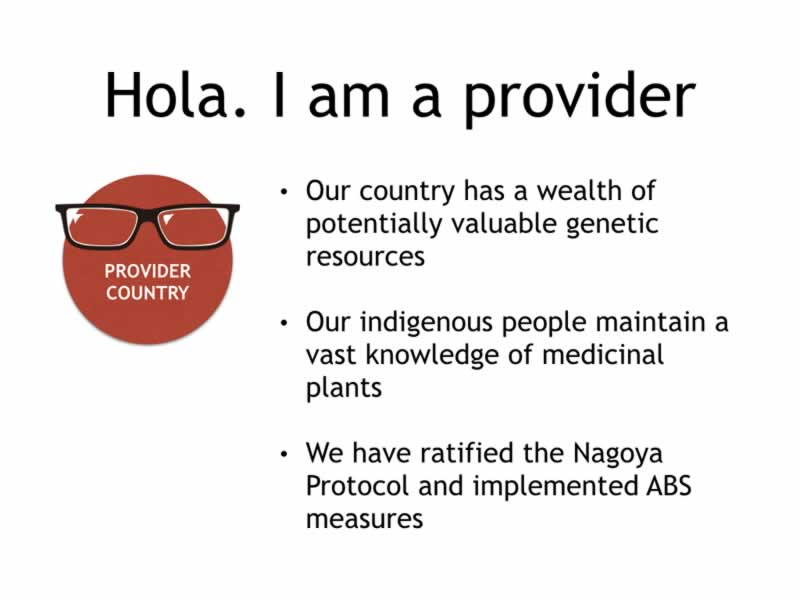 Hola. I am a provider
PROVIDER
COUNTRY
• Our country has a wealth of
potentially valuable genetic
resources
• Our indigenous people maintain a
vast knowledge of medicinal
plants
• We have ratified the Nagoya
Protocol and implemented ABS
measures